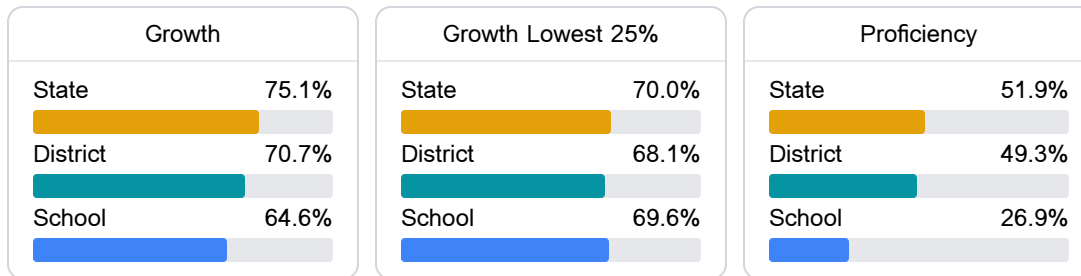 Growth
State 75.1%
District 70.7%
School 64.6%
Growth Lowest 25%
State 70.0%
District 68.1%
School 69.6%
Proficiency
State 51.9%
District 49.3%
School 26.9%